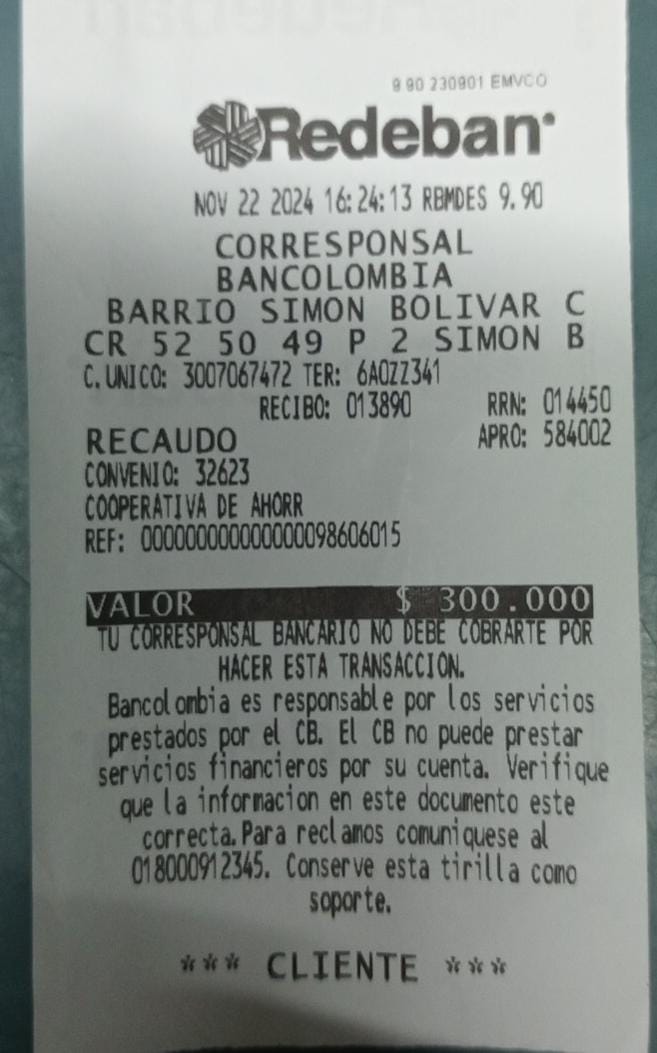 9 90 230901 EMVCO
Redeban
NOV 22 2024 16:24:13 RBMDES 9.90
CORRESPONSAL
BANCOLOMBIA
BARRIO SIMON BOLIVAR C
CR 52 50 49 P 2 SIMON B
C.UNICO: 3007067472 TER: 6AOZZ341
RECIBO: 013890 RRN: 014450
RECAUDO APRO: 584002
CONVENIO: 32623
COOPERATIVA DE AHORR
REF: 000000000000000098606015
VALOR $ 300.000
TU CORRESPONSAL BANCARIO NO DEBE COBRARTE POR
HACER ESTA TRANSACCION.
Bancolombia es responsable por los servicios
prestados por el CB. El CB no puede prestar
servicios financieros por su cuenta. Verifique
que la informacion en este documento este
correcta.Para reclamos comuniquese al
018000912345. Conserve esta tirilla como
soporte.
*** CLIENTE ***